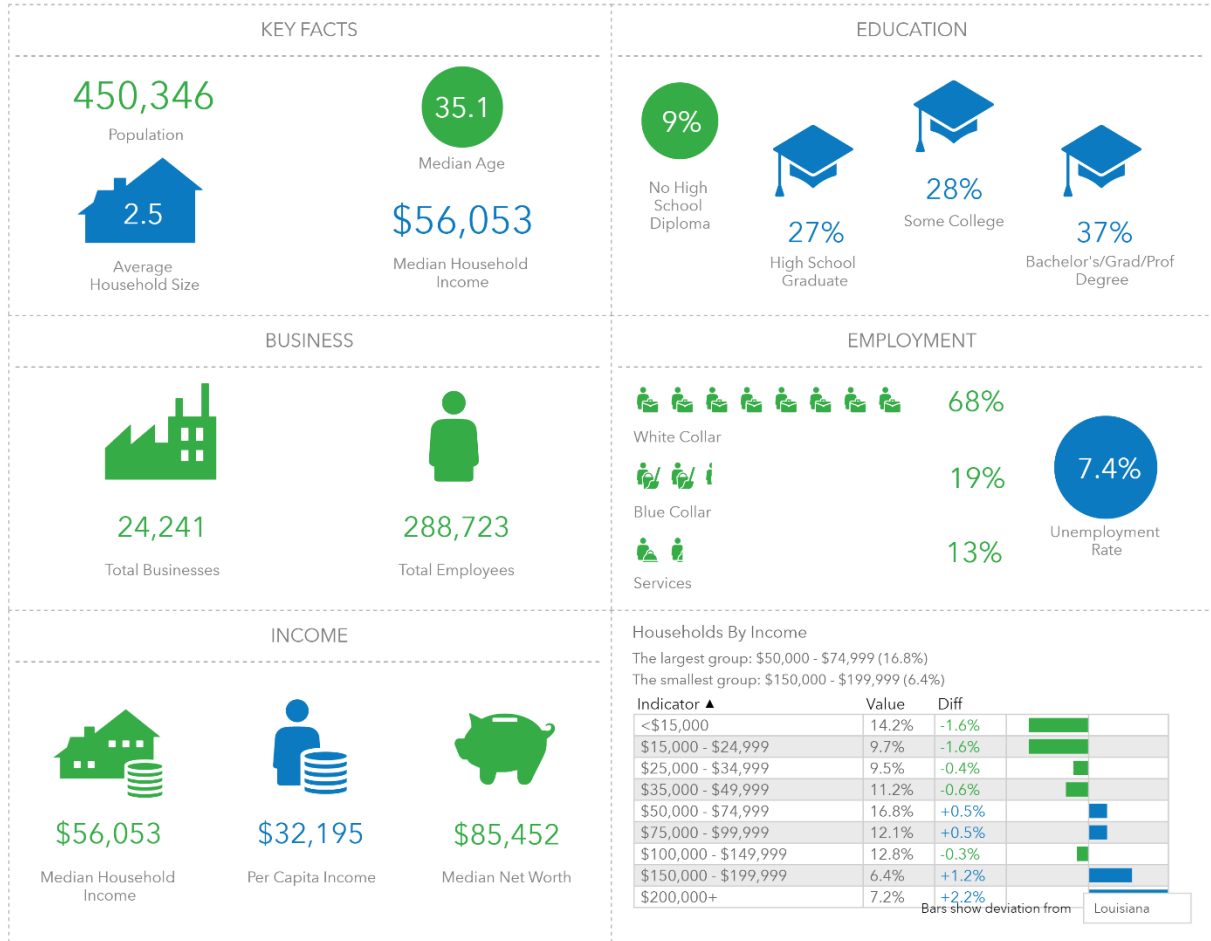 KEY FACTS
450,346
Population
35.1
Median Age
2.5
Average
Household Size
$56,053
Median Household
Income
EDUCATION
9%
No High
School
Diploma
27%
High School
Graduate
28%
Some College
37%
Bachelor's/Grad/Prof
Degree
BUSINESS
24,241
Total Businesses
288,723
Total Employees
EMPLOYMENT
68%
White Collar
19%
Blue Collar
13%
Services
7.4%
Unemployment
Rate
INCOME
$56,053
Median Household
Income
$32,195
Per Capita Income
$85,452
Median Net Worth
Households By Income
The largest group: $50,000 - $74,999 (16.8%)
The smallest group: $150,000 - $199,999 (6.4%)
Indicator ▲ Value Diff
<$15,000 14.2% -1.6%
$15,000 - $24,999 9.7% -1.6%
$25,000 - $34,999 9.5% -0.4%
$35,000 - $49,999 11.2% -0.6%
$50,000 - $74,999 16.8% +0.5%
$75,000 - $99,999 12.1% +0.5%
$100,000 - $149,999 12.8% -0.3%
$150,000 - $199,999 6.4% +1.2%
$200,000+ 7.2% +2.2%
Bars show deviation from Louisiana